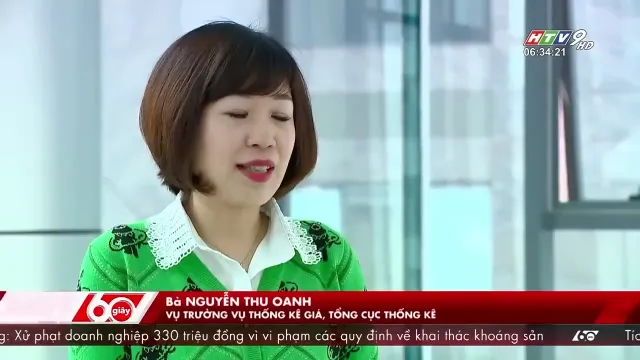 HTV9 HD
06:34:21
Bà NGUYỄN THU OANH
60 giây
VỤ TRƯỞNG VỤ THỐNG KÊ GIÁ, TỔNG CỤC THỐNG KÊ
g: Xử phạt doanh nghiệp 330 triệu đồng vì vi phạm các quy định về khai thác khoáng sản
60s